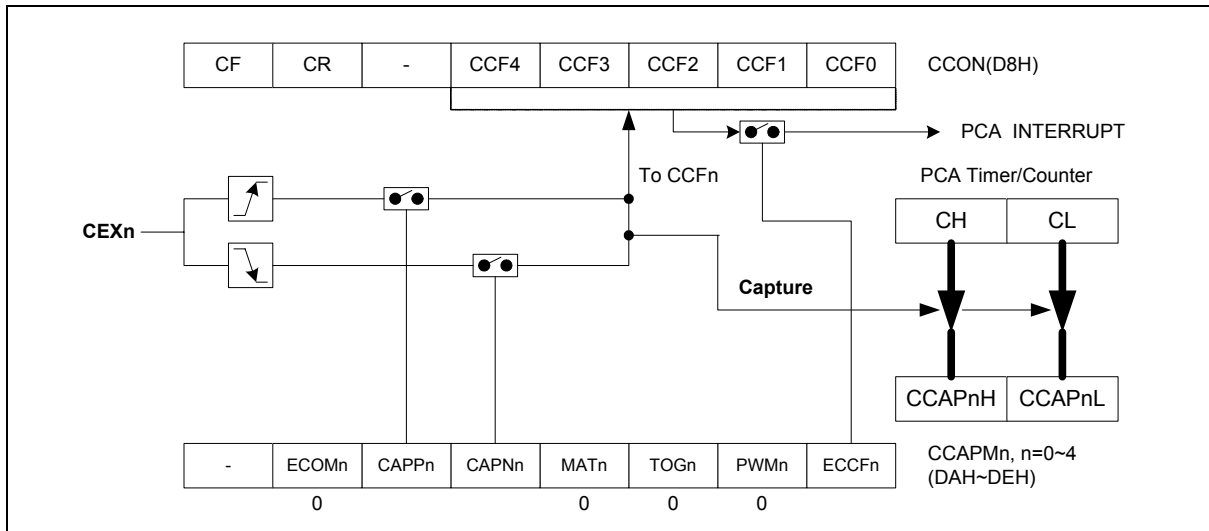 CF CR - CCF4 CCF3 CCF2 CCF1 CCF0 CCON(D8H)
PCA INTERRUPT
To CCFn
PCA Timer/Counter
CEXn
CH CL
Capture
CCAPnH CCAPnL
- ECOMn CAPPn CAPNn MATn TOGn PWMn ECCFn
CCAPMn, n=0~4
(DAH~DEH)
0 0 0 0